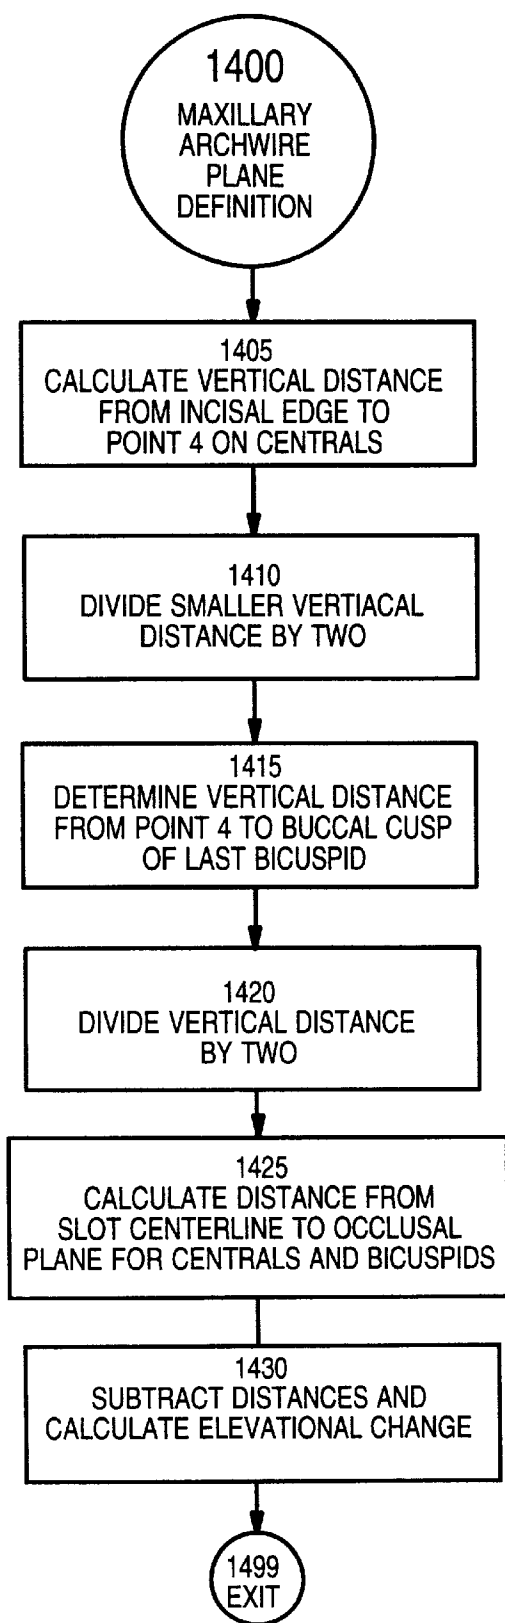 1400
MAXILLARY
ARCHWIRE
PLANE
DEFINITION
1405
CALCULATE VERTICAL DISTANCE
FROM INCISAL EDGE TO
POINT 4 ON CENTRALS
1410
DIVIDE SMALLER VERTIACAL
DISTANCE BY TWO
1415
DETERMINE VERTICAL DISTANCE
FROM POINT 4 TO BUCCAL CUSP
OF LAST BICUSPID
1420
DIVIDE VERTICAL DISTANCE
BY TWO
1425
CALCULATE DISTANCE FROM
SLOT CENTERLINE TO OCCLUSAL
PLANE FOR CENTRALS AND BICUSPIDS
1430
SUBTRACT DISTANCES AND
CALCULATE ELEVATIONAL CHANGE
1499
EXIT